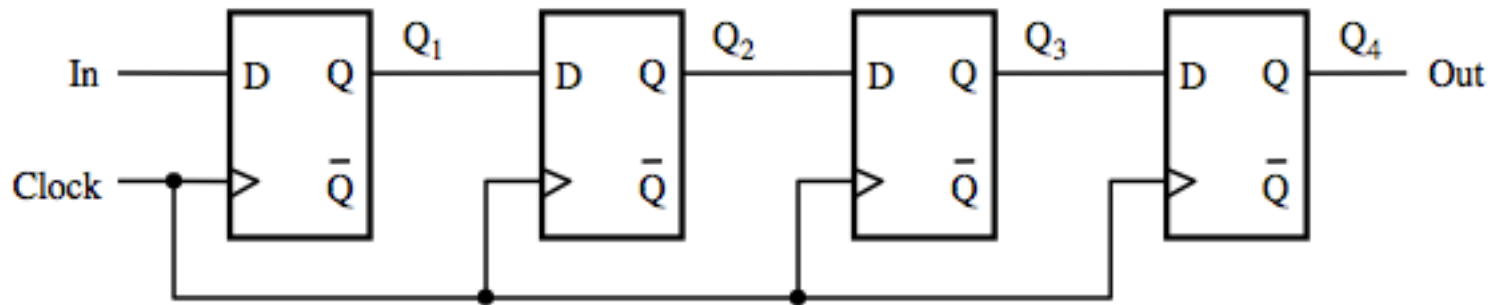 Q₁ Q₂ Q₃ Q₄
In D Q D Q D Q D Q Out
Clock Q̅ Q̅ Q̅ Q̅